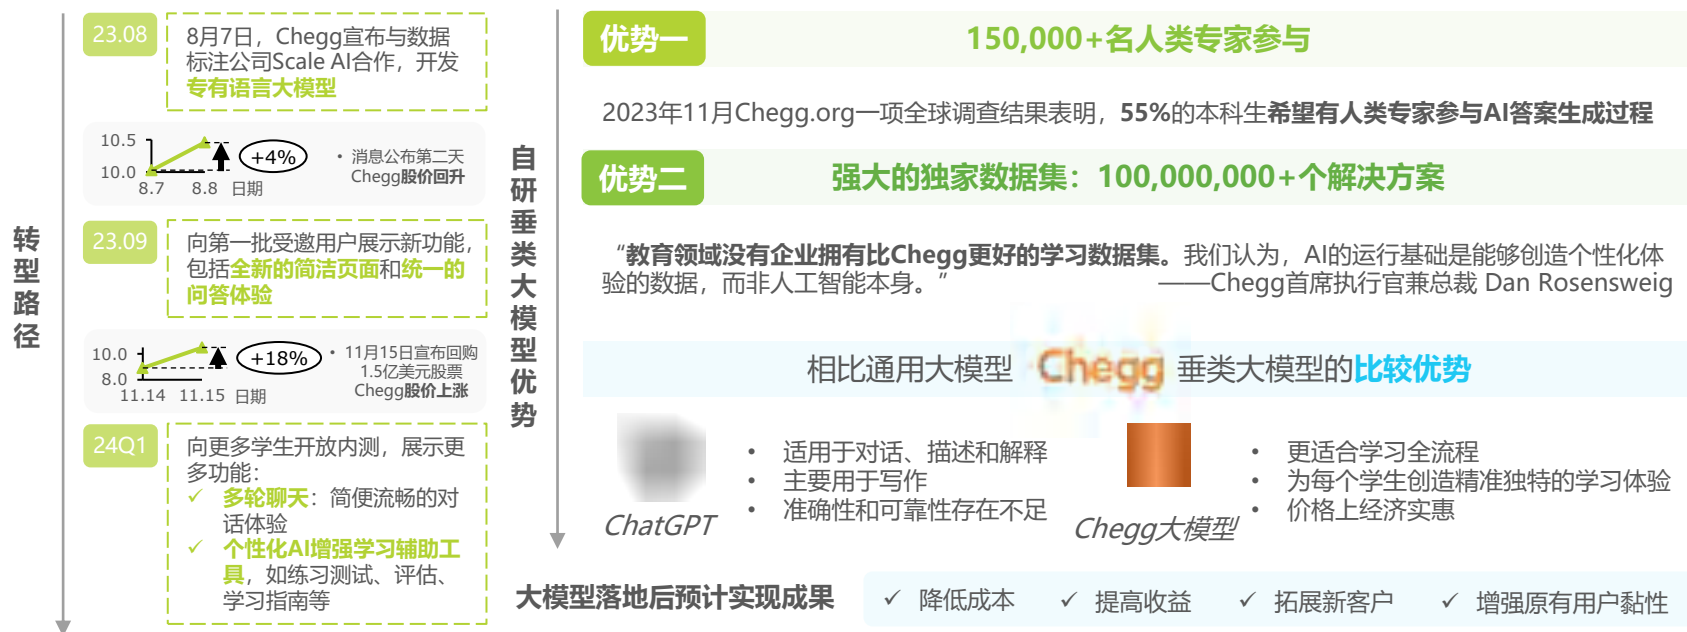 转型路径
23.08
8月7日，Chegg宣布与数据
标注公司Scale AI合作，开发
专有语言大模型
10.5
10.0
8.7
8.8
日期
+4%
• 消息公布第二天
Chegg股价回升
23.09
向第一批受邀用户展示新功能，
包括全新的简洁页面和统一的
问答体验
10.0
8.0
11.14
11.15
日期
+18%
• 11月15日宣布回购
1.5亿美元股票
Chegg股价上涨
24Q1
向更多学生开放内测，展示更
多功能：
✓ 多轮聊天：简便流畅的对
话体验
✓ 个性化AI增强学习辅助工
具，如练习测试、评估、
学习指南等
自研垂类大模型优势
优势一
150,000+名人类专家参与
2023年11月Chegg.org一项全球调查结果表明，55%的本科生希望有人类专家参与AI答案生成过程
优势二
强大的独家数据集：100,000,000+个解决方案
“教育领域没有企业拥有比Chegg更好的学习数据集。我们认为，AI的运行基础是能够创造个性化体
验的数据，而非人工智能本身。” ——Chegg首席执行官兼总裁 Dan Rosensweig
相比通用大模型 Chegg 垂类大模型的比较优势
ChatGPT
• 适用于对话、描述和解释
• 主要用于写作
• 准确性和可靠性存在不足
Chegg大模型
• 更适合学习全流程
• 为每个学生创造精准独特的学习体验
• 价格上经济实惠
大模型落地后预计实现成果
✓ 降低成本
✓ 提高收益
✓ 拓展新客户
✓ 增强原有用户黏性